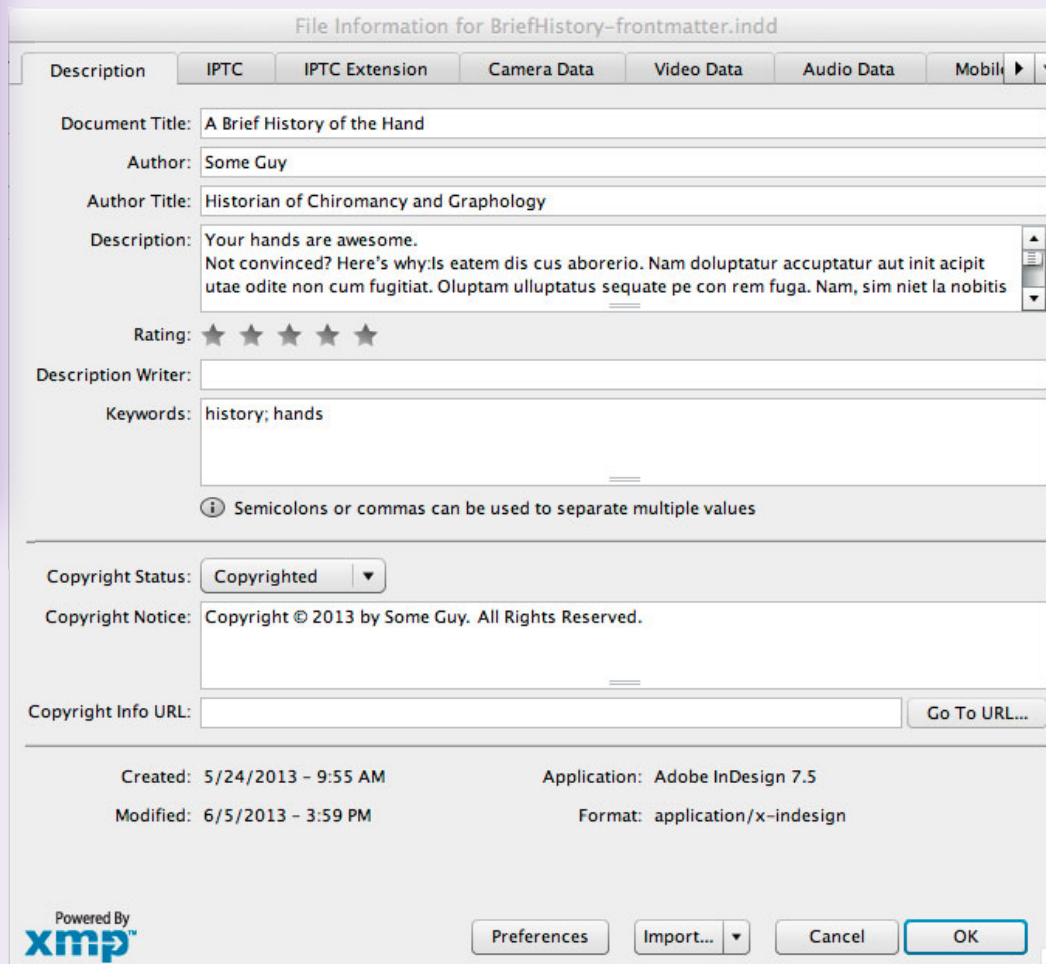 File Information for BriefHistory-frontmatter.indd
Description IPTC IPTC Extension Camera Data Video Data Audio Data
Document Title: A Brief History of the Hand
Author: Some Guy
Author Title: Historian of Chiromancy and Graphology
Description: Your hands are awesome.
Not convinced? Here's why:Is eatem dis cus aborerio. Nam doluptatur accuptatur aut init acipit
utae odite non cum fugitiat. Oluptam ulluptatus sequate pe con rem fuga. Nam, sim niet la nobitis
Rating:
Description Writer:
Keywords: history; hands
Semicolons or commas can be used to separate multiple values
Copyright Status: Copyrighted
Copyright Notice: Copyright © 2013 by Some Guy. All Rights Reserved.
Copyright Info URL: Go To URL...
Created: 5/24/2013 – 9:55 AM Application: Adobe InDesign 7.5
Modified: 6/5/2013 – 3:59 PM Format: application/x-indesign
Powered By
xmp™
Preferences Import... Cancel OK